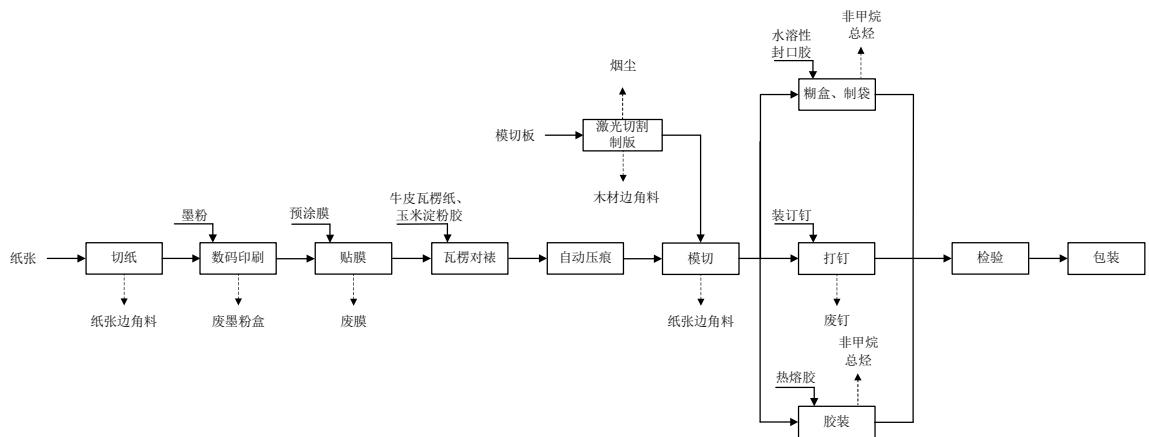 非甲烷
总烃
水溶性
封口胶
烟尘
糊盒、制袋
模切板
激光切割
制版
木材边角料
牛皮瓦楞纸、
玉米淀粉胶
墨粉
预涂膜
装订钉
纸张
切纸
数码印刷
贴膜
瓦楞对裱
自动压痕
模切
打钉
检验
包装
纸张边角料
废墨粉盒
废膜
纸张边角料
废钉
非甲烷
总烃
热熔胶
胶装